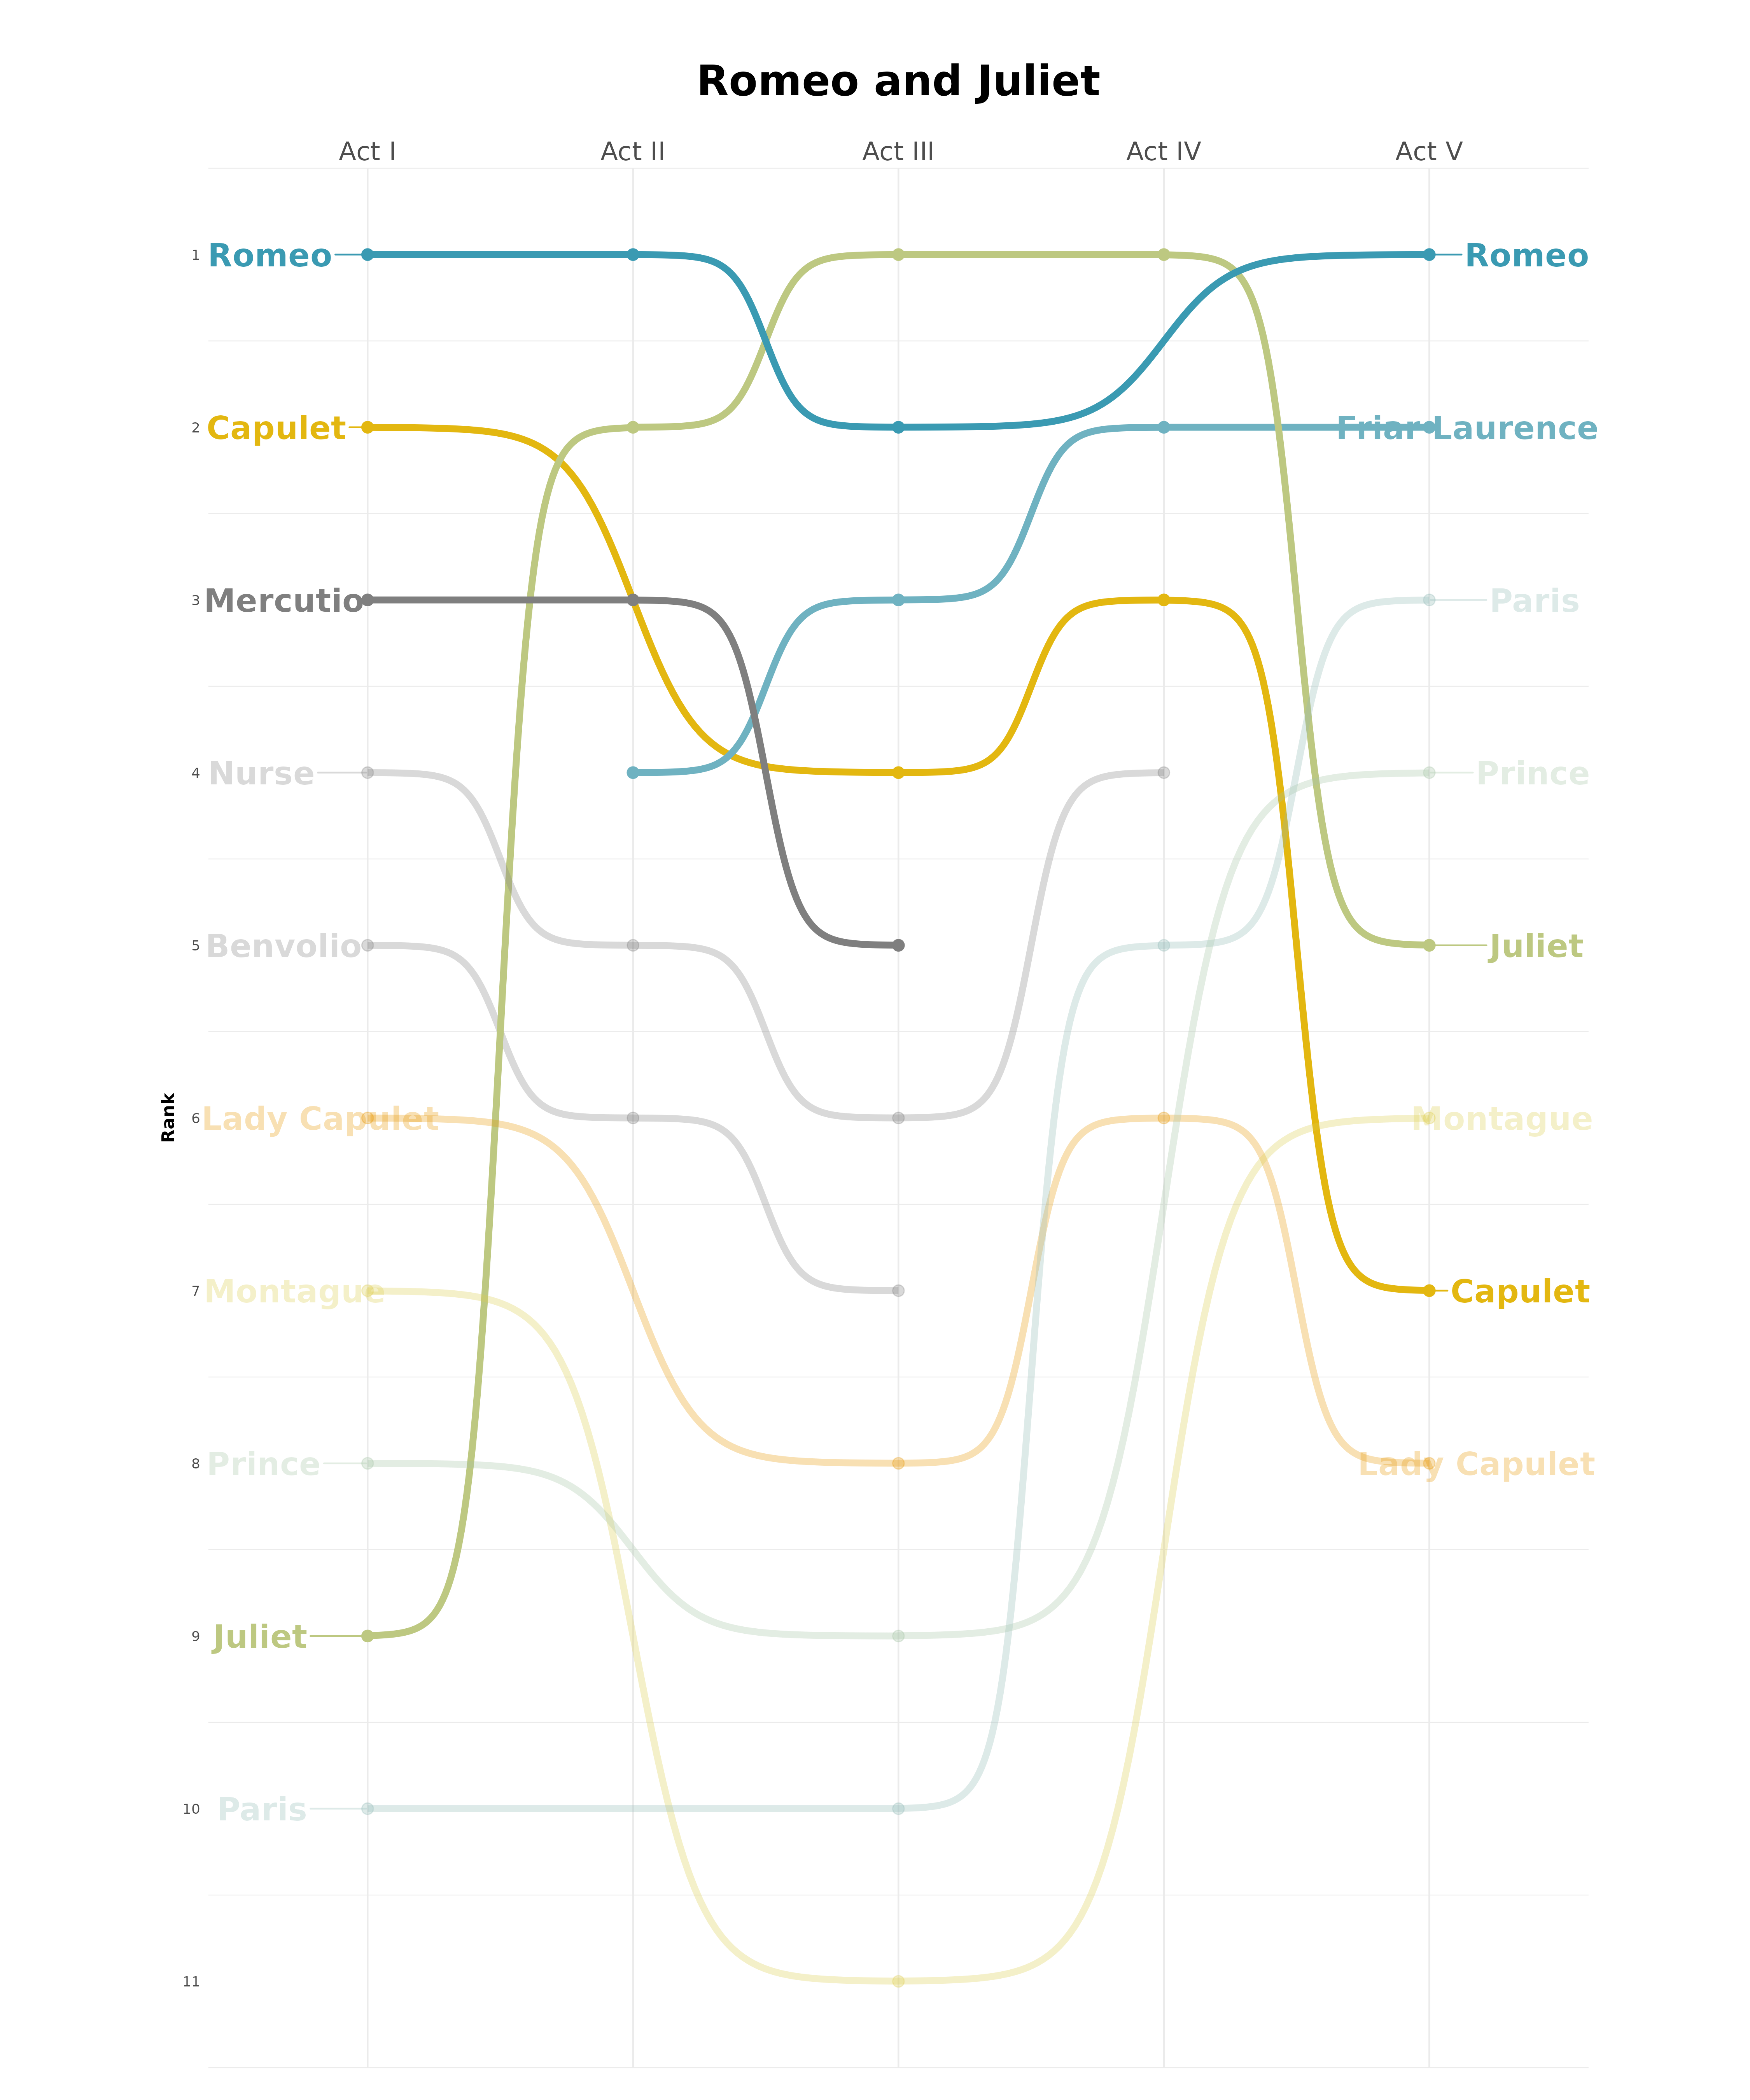 Romeo and Juliet
Act I Act II Act III Act IV Act V
1 Romeo Romeo
2 Capulet Friar Laurence
3 Mercutio Paris
4 Nurse Prince
5 Benvolio Juliet
Rank
6 Lady Capulet Montague
7 Montague Capulet
8 Prince Lady Capulet
9 Juliet
10 Paris
11